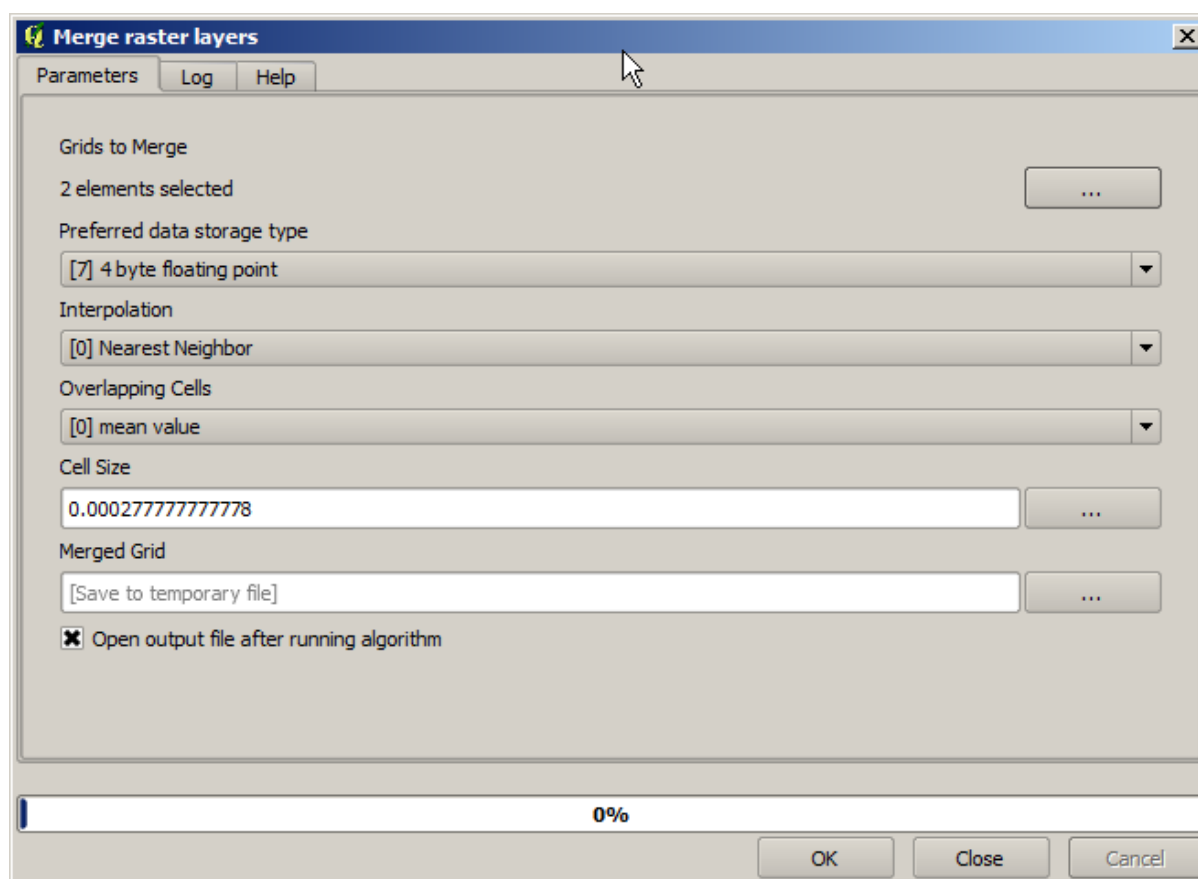 Merge raster layers
Parameters Log Help
Grids to Merge
2 elements selected
...
Preferred data storage type
[7] 4 byte floating point
Interpolation
[0] Nearest Neighbor
Overlapping Cells
[0] mean value
Cell Size
0.000277777777778
...
Merged Grid
[Save to temporary file]
...
Open output file after running algorithm
0%
OK Close Cancel